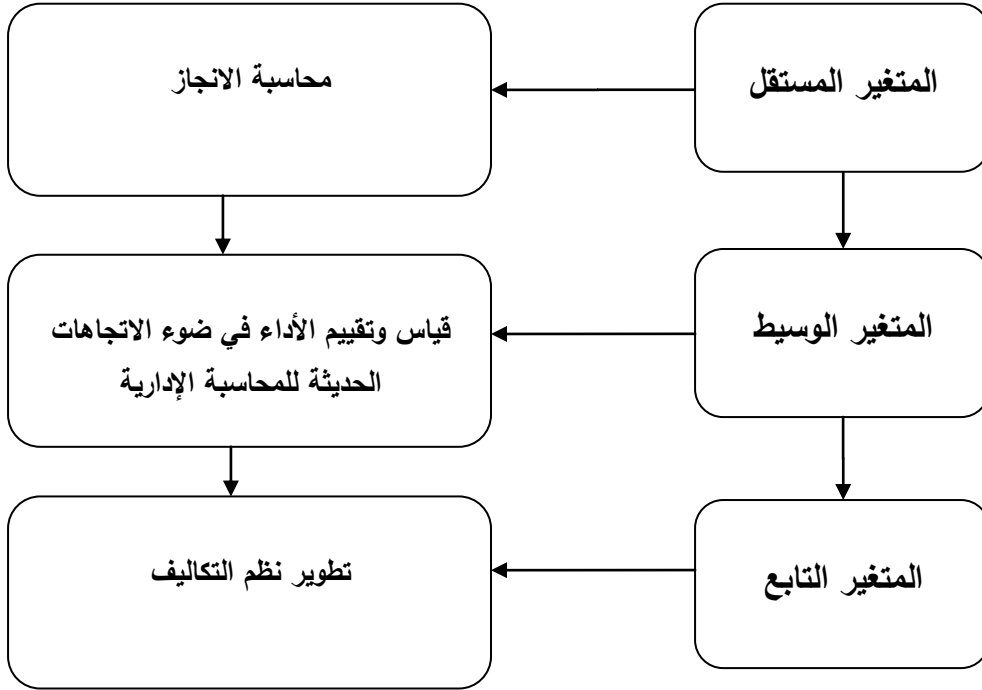 المتغير المستقل
محاسبة الانجاز
المتغير الوسيط
قياس وتقييم الأداء في ضوء الاتجاهات
الحديثة للمحاسبة الإدارية
المتغير التابع
تطوير نظم التكاليف